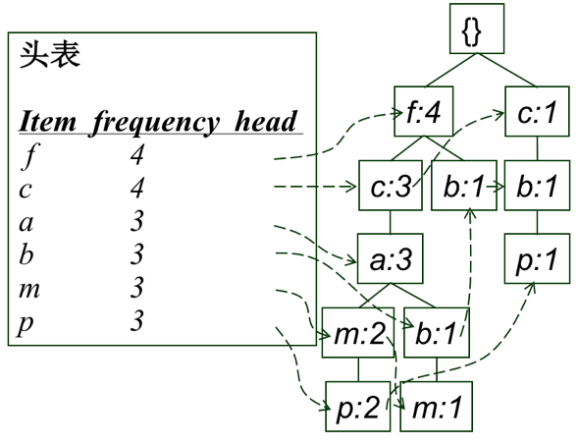 {}
头表
f:4 c:1
Item frequency head
f 4
c:3 b:1 b:1
c 4
a 3
a:3 p:1
b 3
m 3
m:2 b:1
p 3
p:2 m:1